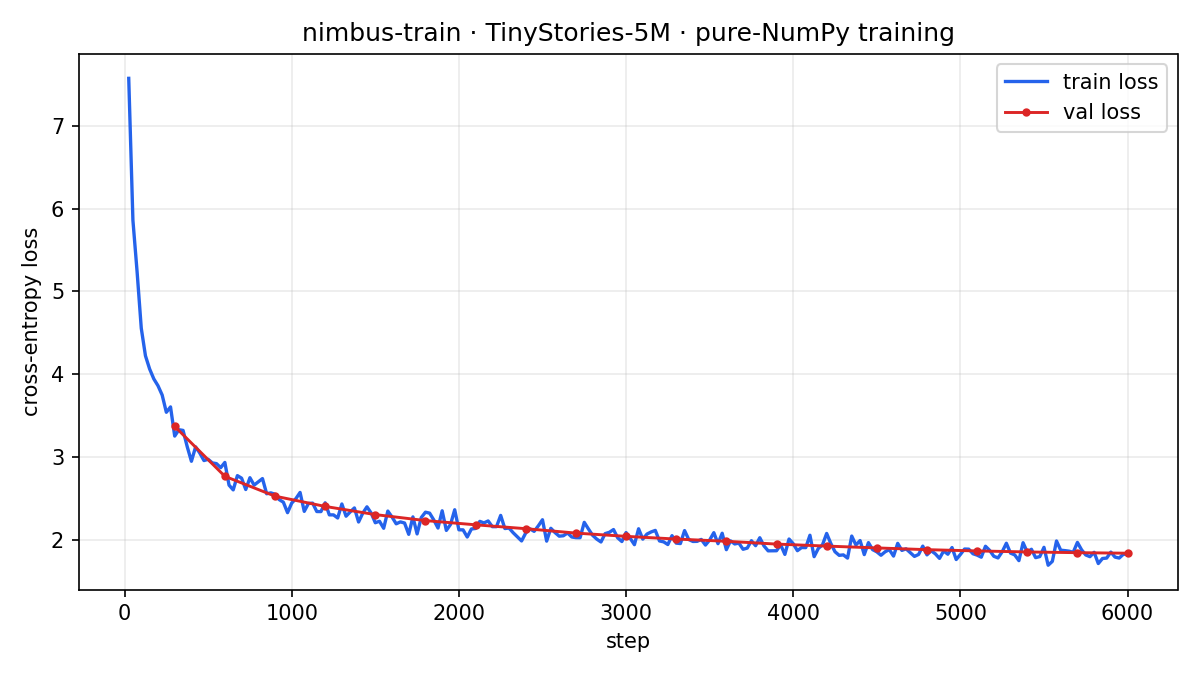 nimbus-train · TinyStories-5M · pure-NumPy training
train loss
val loss
cross-entropy loss
7
6
5
4
3
2
0
1000
2000
3000
4000
5000
6000
step